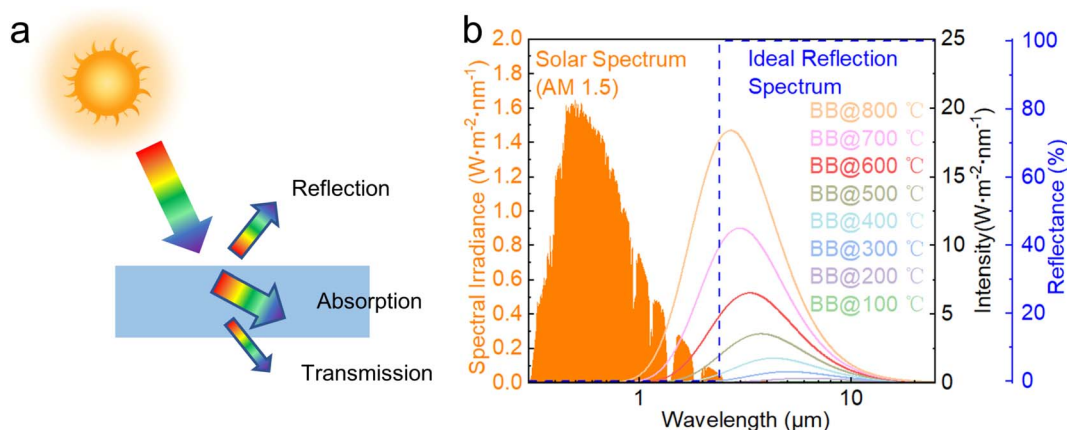 a
Reflection
Absorption
Transmission
b
Spectral Irradiance (W·m⁻²·nm⁻¹)
2.0
1.8
1.6
1.4
1.2
1.0
0.8
0.6
0.4
0.2
0.0
Solar Spectrum
(AM 1.5)
Ideal Reflection
Spectrum
BB@800 ℃
BB@700 ℃
BB@600 ℃
BB@500 ℃
BB@400 ℃
BB@300 ℃
BB@200 ℃
BB@100 ℃
25
20
15
10
5
0
Intensity(W·m⁻²·nm⁻¹)
100
80
60
40
20
0
Reflectance (%)
1
10
Wavelength (μm)